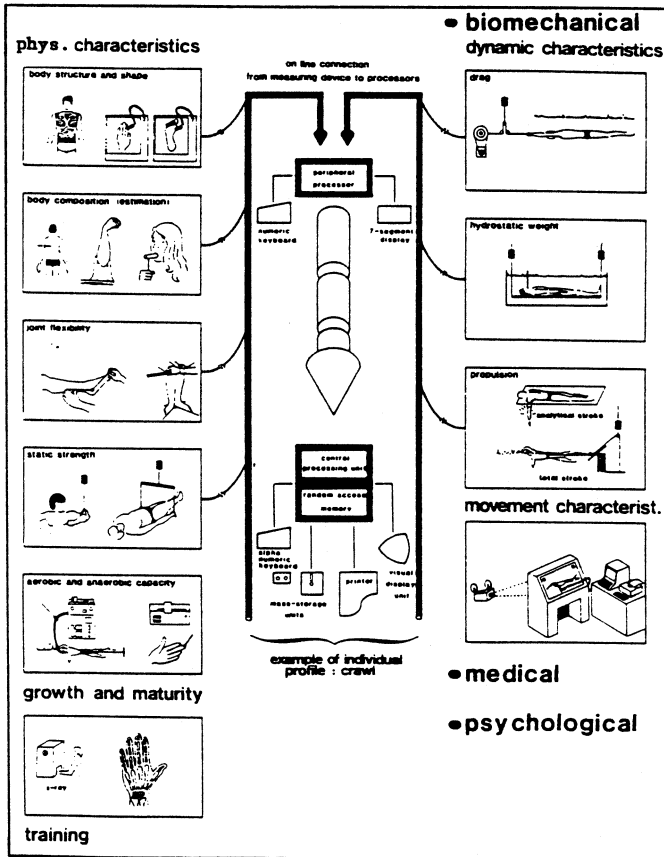 phys. characteristics
body structure and shape
body composition (estimation)
joint flexibility
static strength
aerobic and anaerobic capacity
growth and maturity
x-ray
training
on line connection
from measuring device to processors
peripheral
processor
numeric
keyboard
7-segment
display
control
processing unit
random access
memory
alpha
numeric
keyboard
mass-storage
units
printer
visual
display
unit
example of individual
profile : crawl
• biomechanical
dynamic characteristics
drag
hydrostatic weight
propulsion
analytical stroke
total stroke
movement characterist.
• medical
• psychological